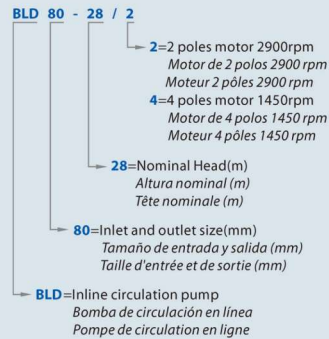 BLD 80 - 28 / 2
2=2 poles motor 2900rpm
Motor de 2 polos 2900 rpm
Moteur 2 pôles 2900 rpm
4=4 poles motor 1450rpm
Motor de 4 polos 1450 rpm
Moteur 4 pôles 1450 rpm
28=Nominal Head(m)
Altura nominal (m)
Tête nominale (m)
80=Inlet and outlet size(mm)
Tamaño de entrada y salida (mm)
Taille d'entrée et de sortie (mm)
BLD=Inline circulation pump
Bomba de circulación en línea
Pompe de circulation en ligne